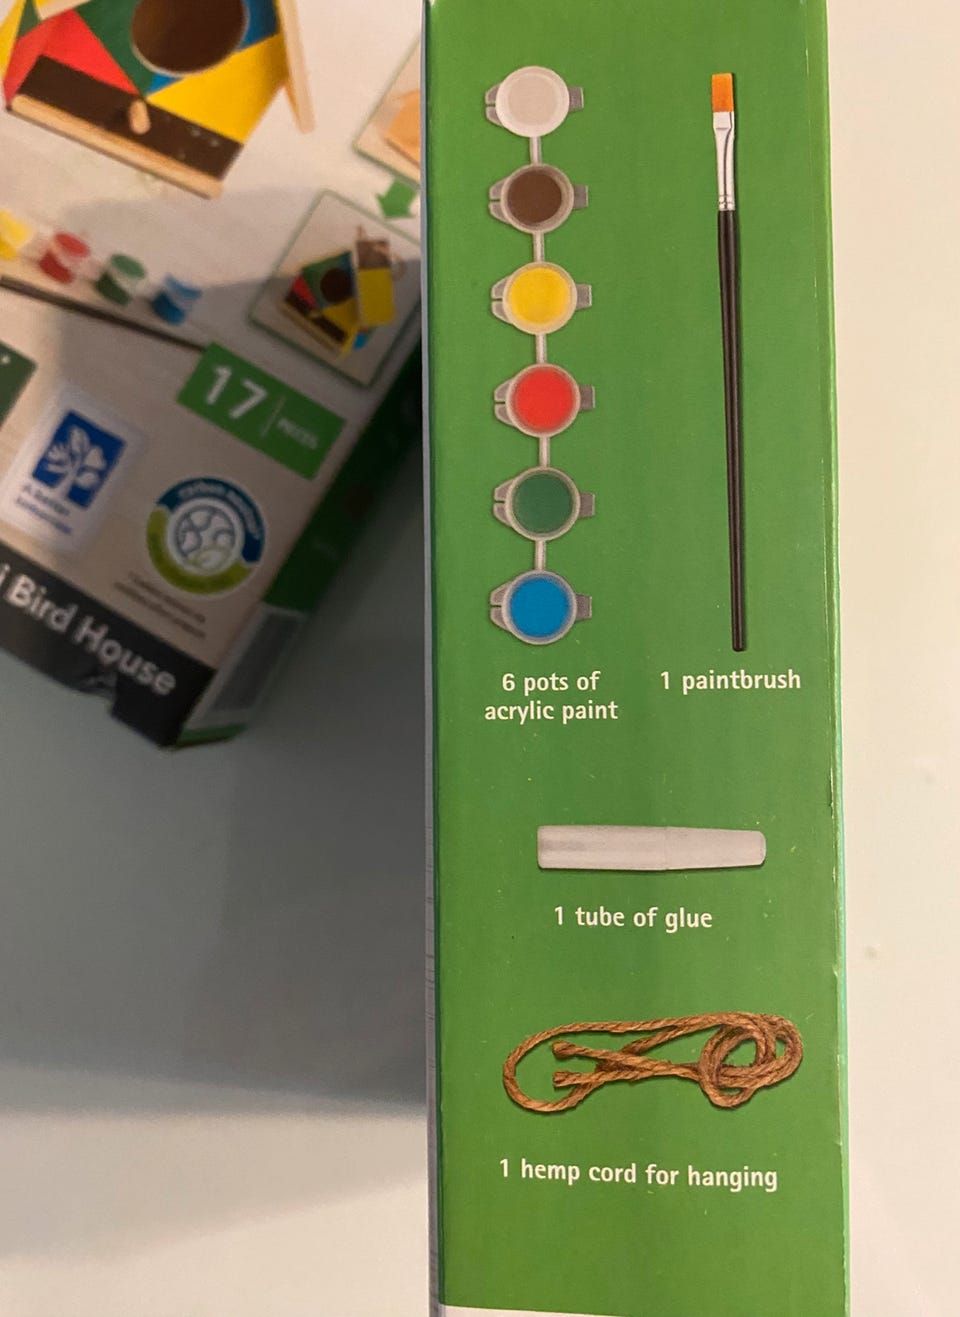 6 pots of
acrylic paint
1 paintbrush
1 tube of glue
1 hemp cord for hanging
17
Bird House